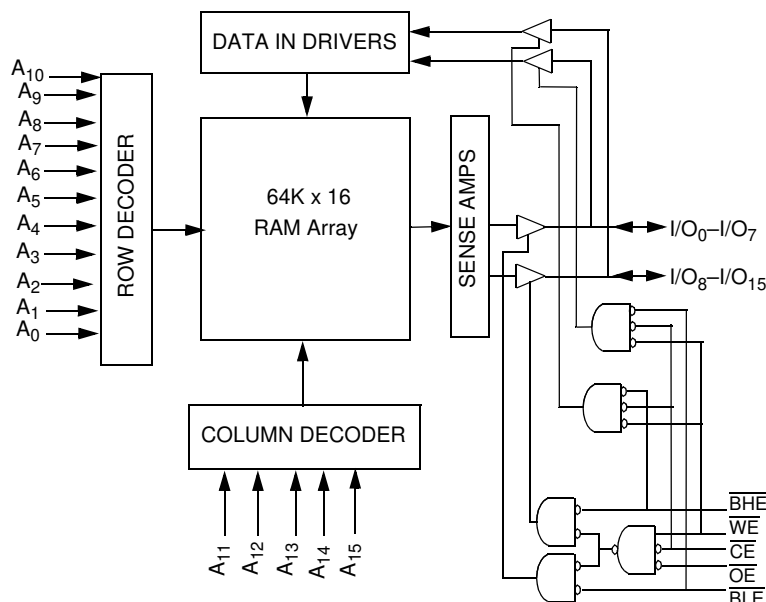 DATA IN DRIVERS
A10
A9
A8
A7
A6
A5
A4
A3
A2
A1
A0
ROW DECODER
64K x 16
RAM Array
SENSE AMPS
I/O0–I/O7
I/O8–I/O15
COLUMN DECODER
A11
A12
A13
A14
A15
BHE
WE
CE
OE
BLE